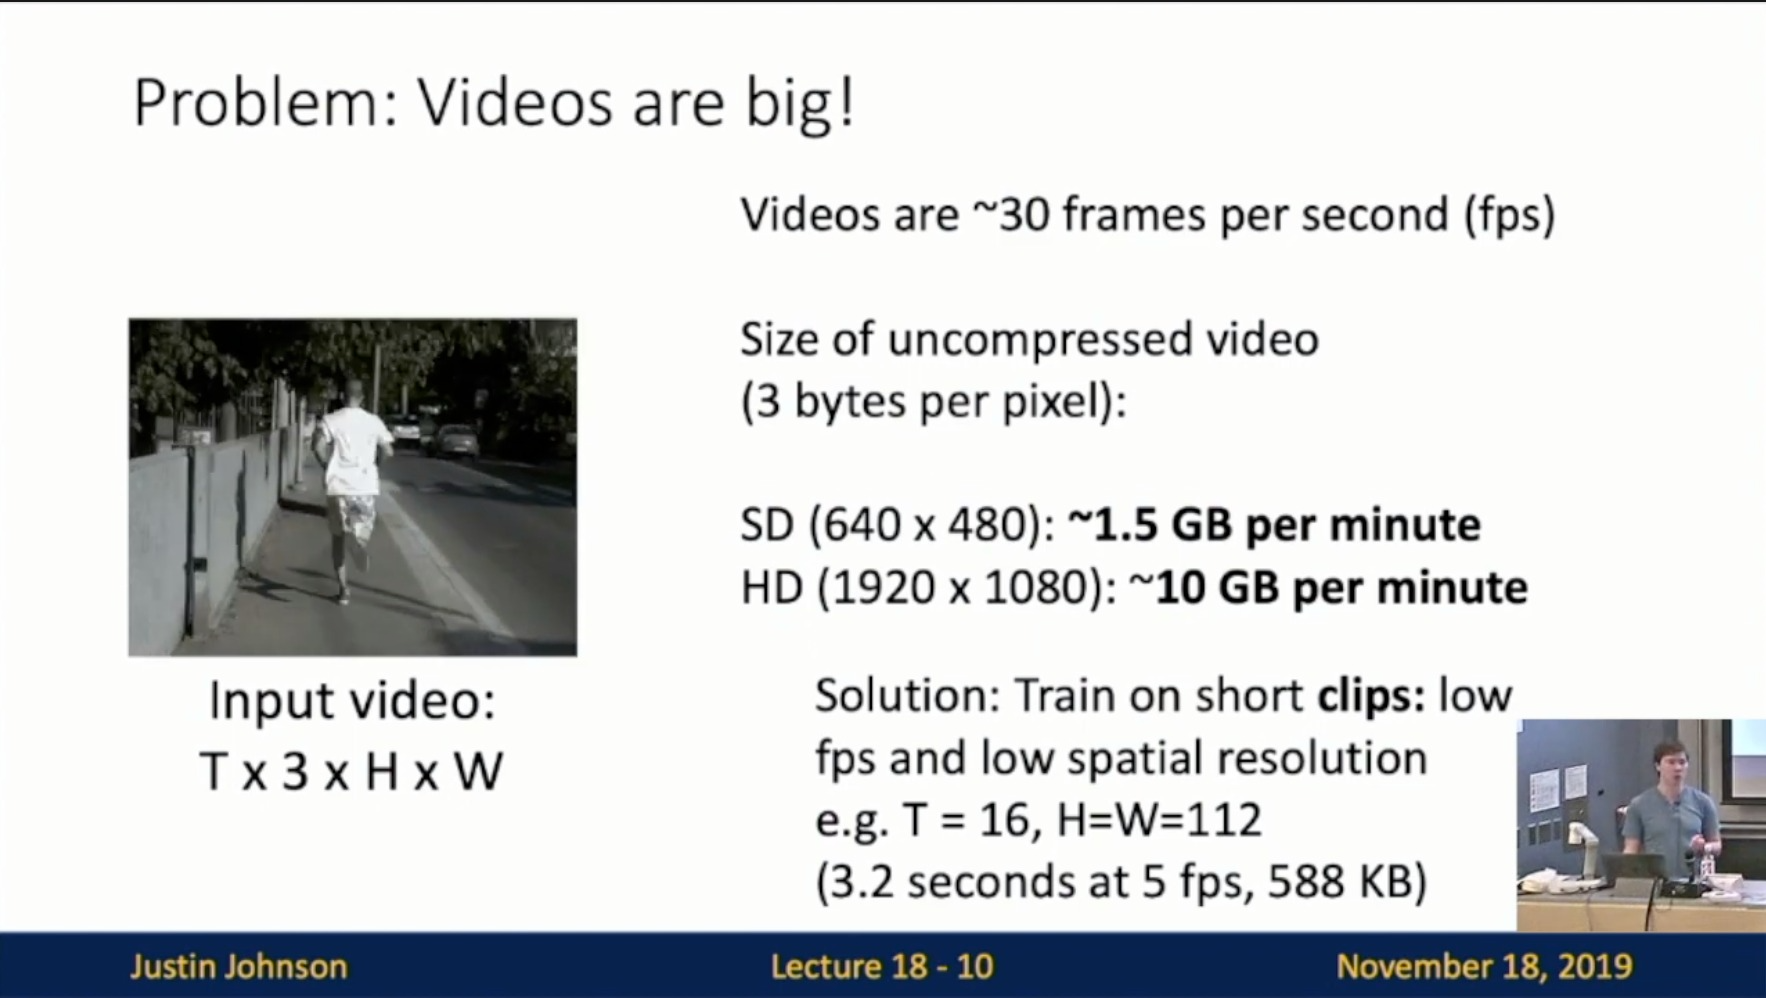 Problem: Videos are big!
Videos are ~30 frames per second (fps)
Size of uncompressed video
(3 bytes per pixel):
SD (640 x 480): ~1.5 GB per minute
HD (1920 x 1080): ~10 GB per minute
Input video:
T x 3 x H x W
Solution: Train on short clips: low
fps and low spatial resolution
e.g. T = 16, H=W=112
(3.2 seconds at 5 fps, 588 KB)
Justin Johnson
Lecture 18 - 10
November 18, 2019